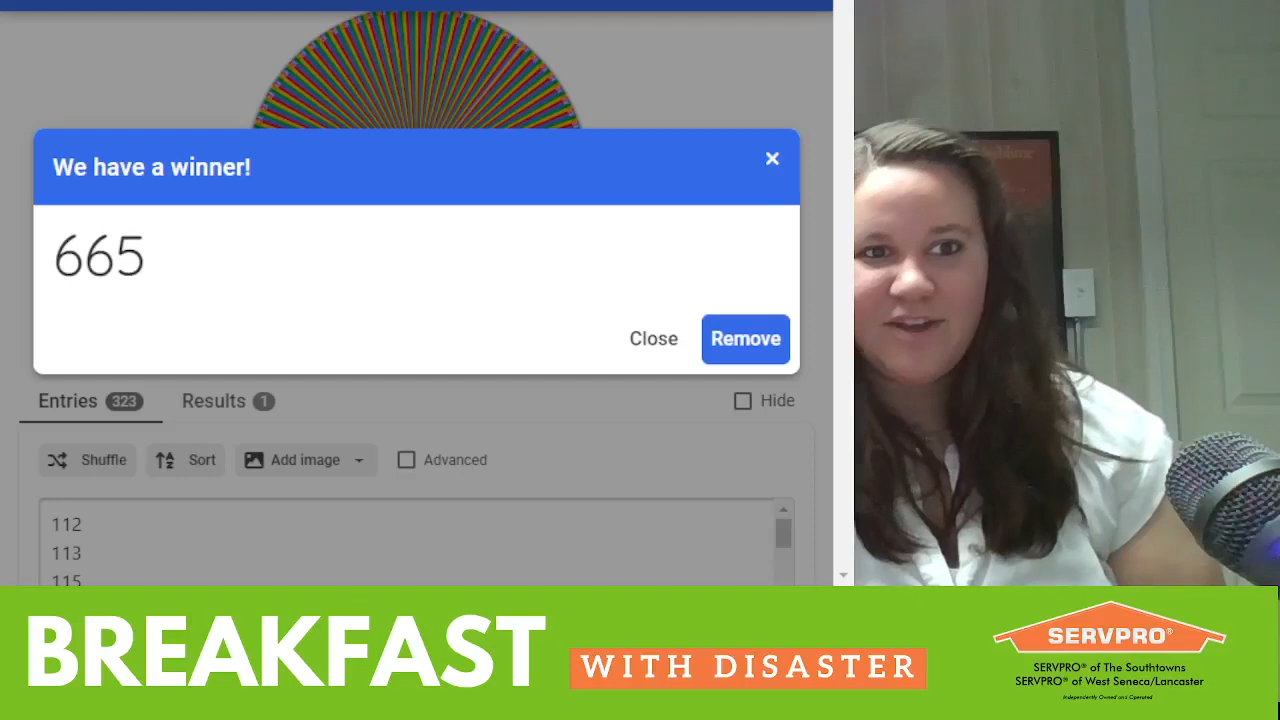 We have a winner!
×
665
Close
Remove
Entries 323
Results 1
Hide
Shuffle
Sort
Add image
Advanced
112
113
115
BREAKFAST
WITH DISASTER
SERVPRO®
SERVPRO® of The Southtowns
SERVPRO® of West Seneca/Lancaster
Independently Owned and Operated